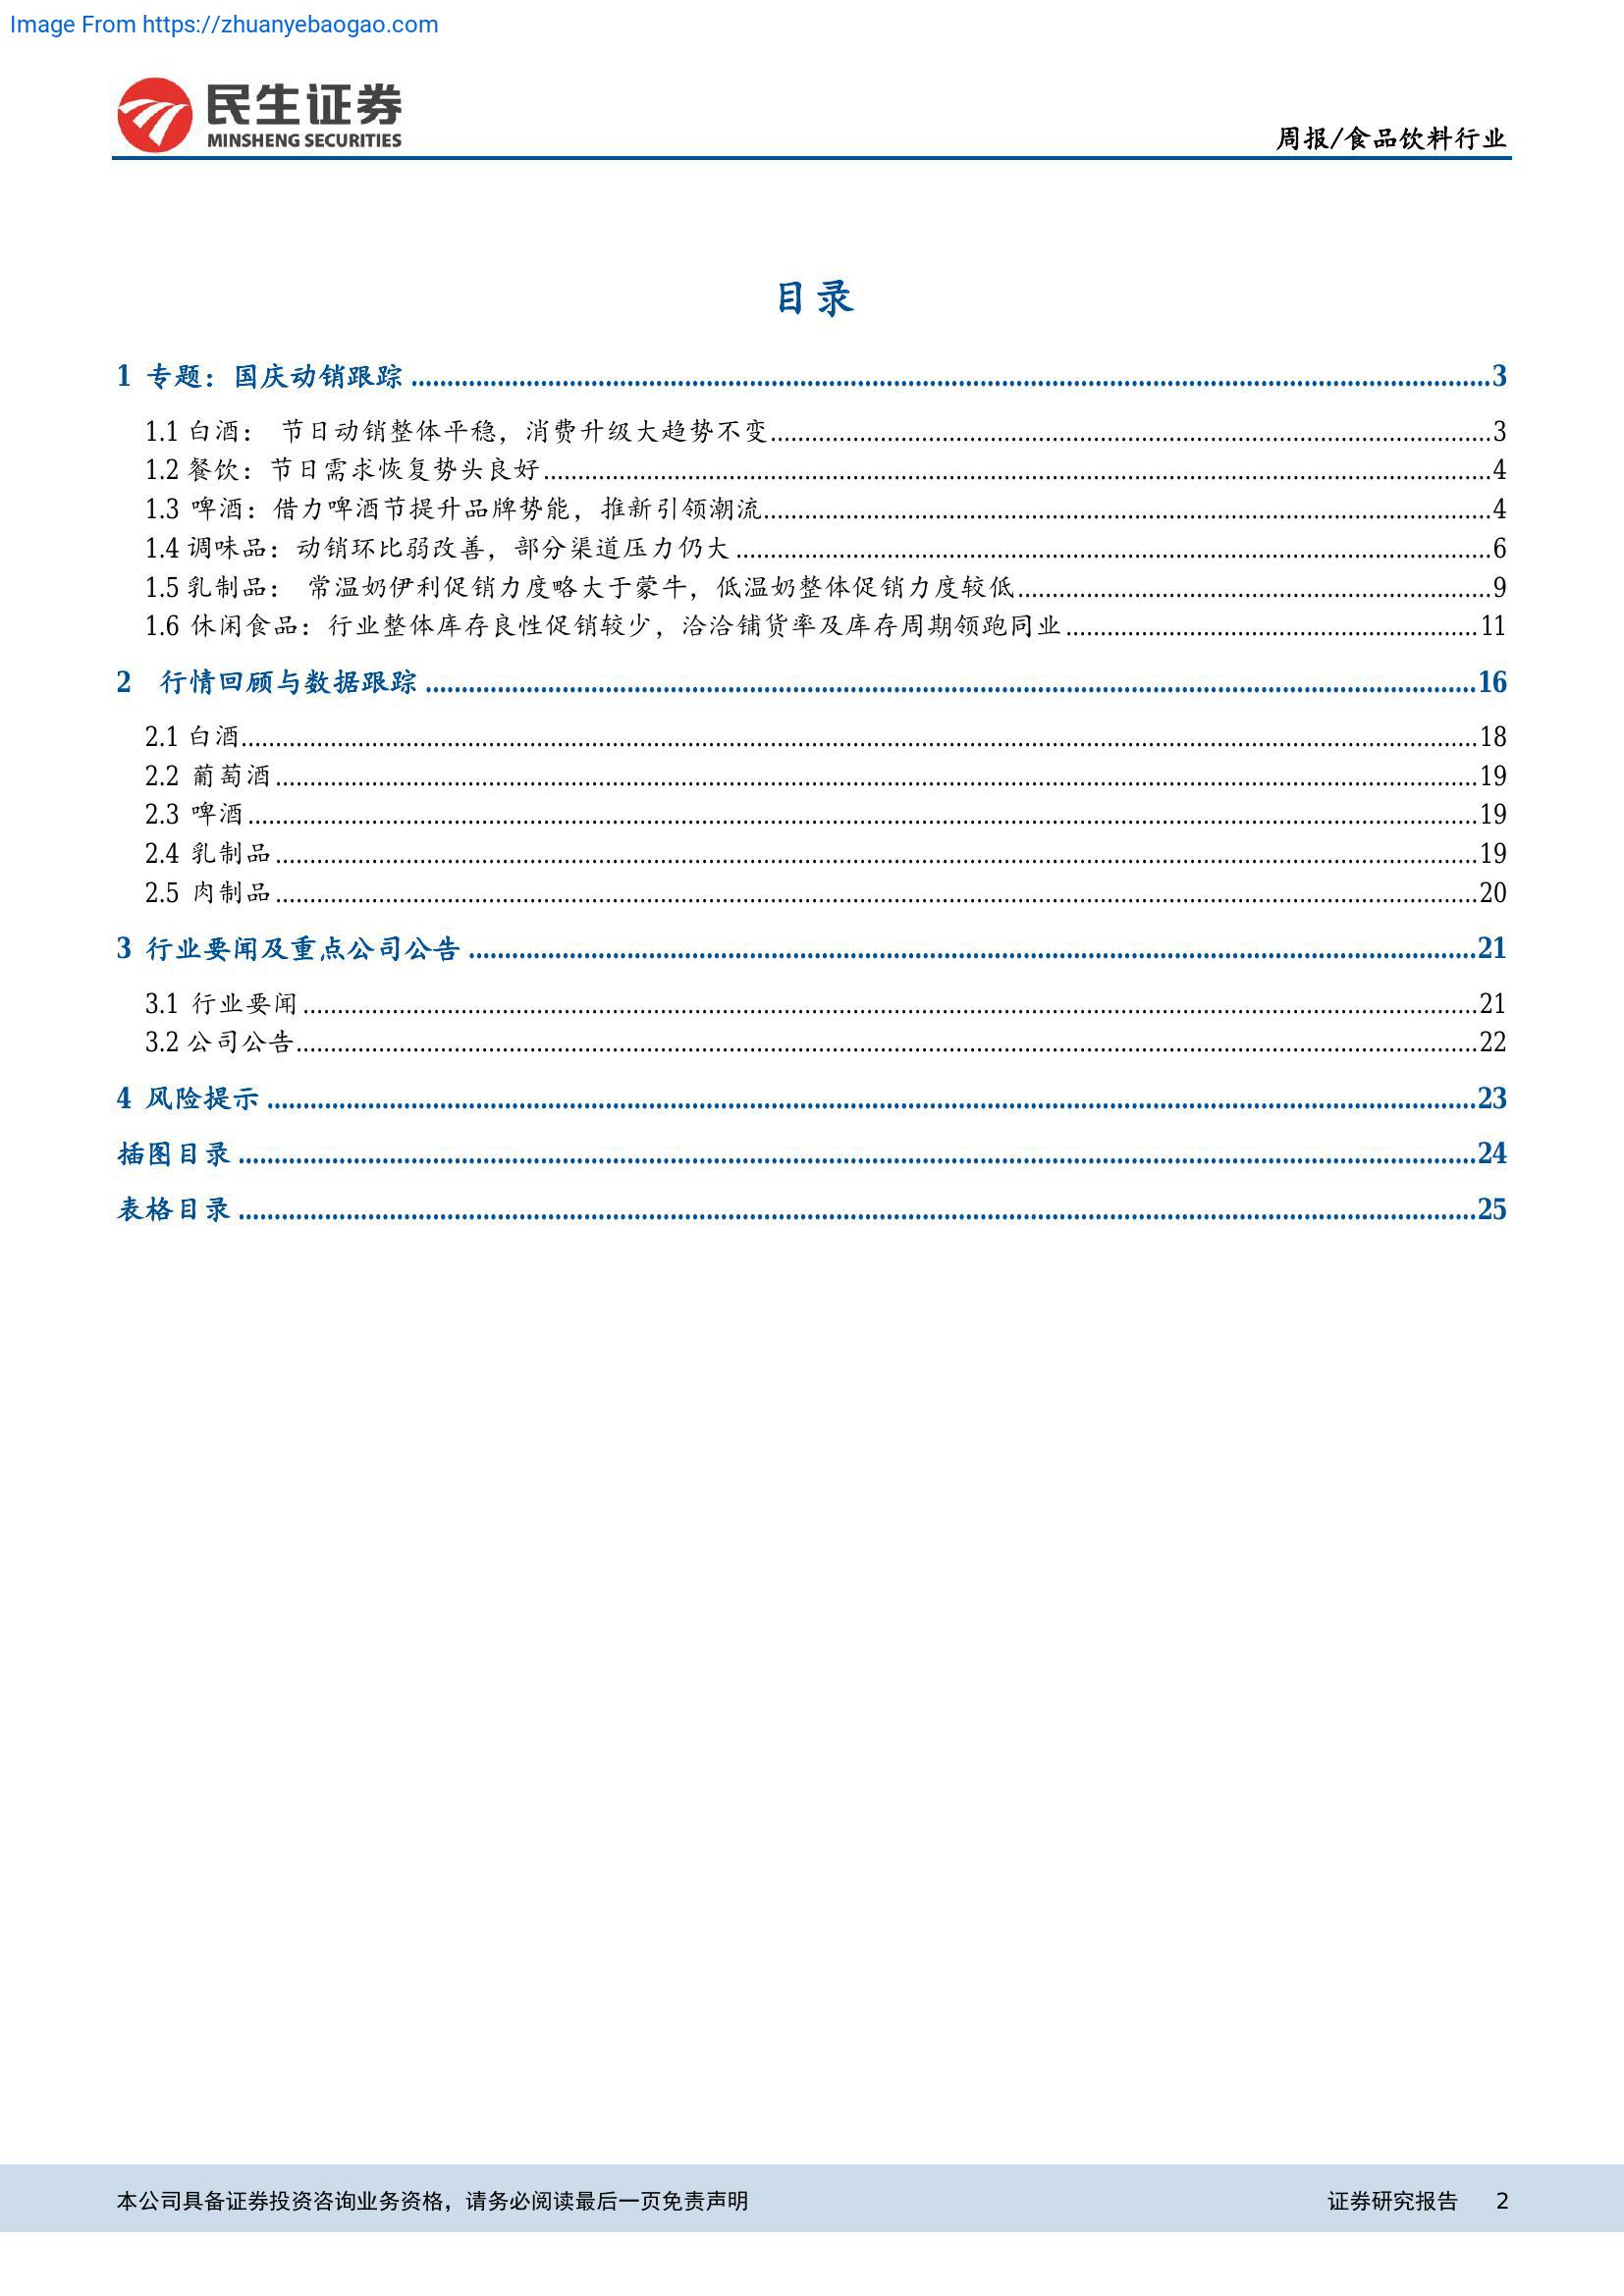 Image From https://zhuanyebaogao.com
民生证券
MINSHENG SECURITIES
周报/食品饮料行业
目录
1 专题：国庆动销跟踪 3
1.1 白酒： 节日动销整体平稳，消费升级大趋势不变 3
1.2 餐饮：节日需求恢复势头良好 4
1.3 啤酒：借力啤酒节提升品牌势能，推新引领潮流 4
1.4 调味品：动销环比弱改善，部分渠道压力仍大 6
1.5 乳制品： 常温奶伊利促销力度略大于蒙牛，低温奶整体促销力度较低 9
1.6 休闲食品：行业整体库存良性促销较少，洽洽铺货率及库存周期领跑同业 11
2 行情回顾与数据跟踪 16
2.1 白酒 18
2.2 葡萄酒 19
2.3 啤酒 19
2.4 乳制品 19
2.5 肉制品 20
3 行业要闻及重点公司公告 21
3.1 行业要闻 21
3.2 公司公告 22
4 风险提示 23
插图目录 24
表格目录 25
本公司具备证券投资咨询业务资格，请务必阅读最后一页免责声明
证券研究报告 2